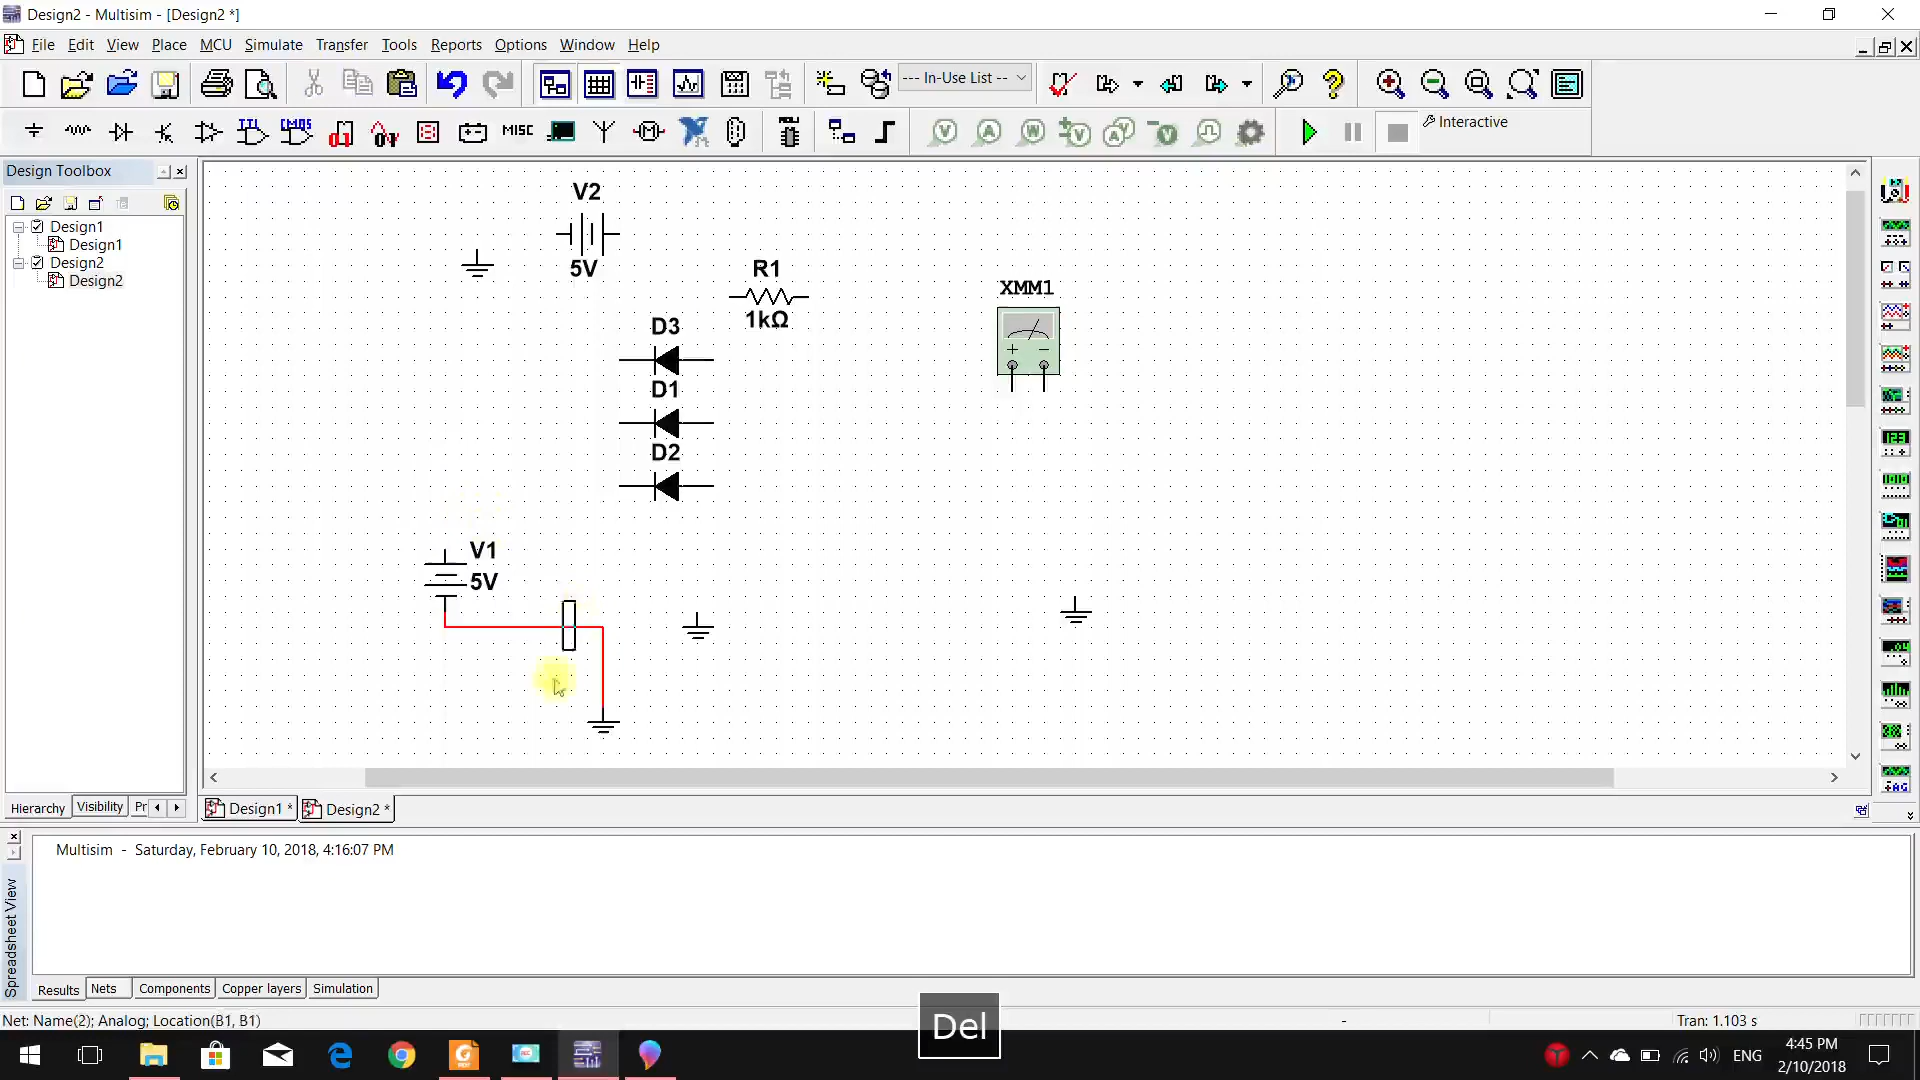 Design2 - Multisim - [Design2 *]
File Edit View Place MCU Simulate Transfer Tools Reports Options Window Help
--- In-Use List --
TTL CMOS MISC Interactive
Design Toolbox
Design1
Design1
Design2
Design2
V2
5V
R1
1kΩ
XMM1
D3
D1
D2
V1
5V
Hierarchy Visibility Pr
Design1 * Design2 *
Multisim - Saturday, February 10, 2018, 4:16:07 PM
Spreadsheet View
Results Nets Components Copper layers Simulation
Net: Name(2); Analog; Location(B1, B1) - Tran: 1.103 s
Del
ENG
4:45 PM
2/10/2018